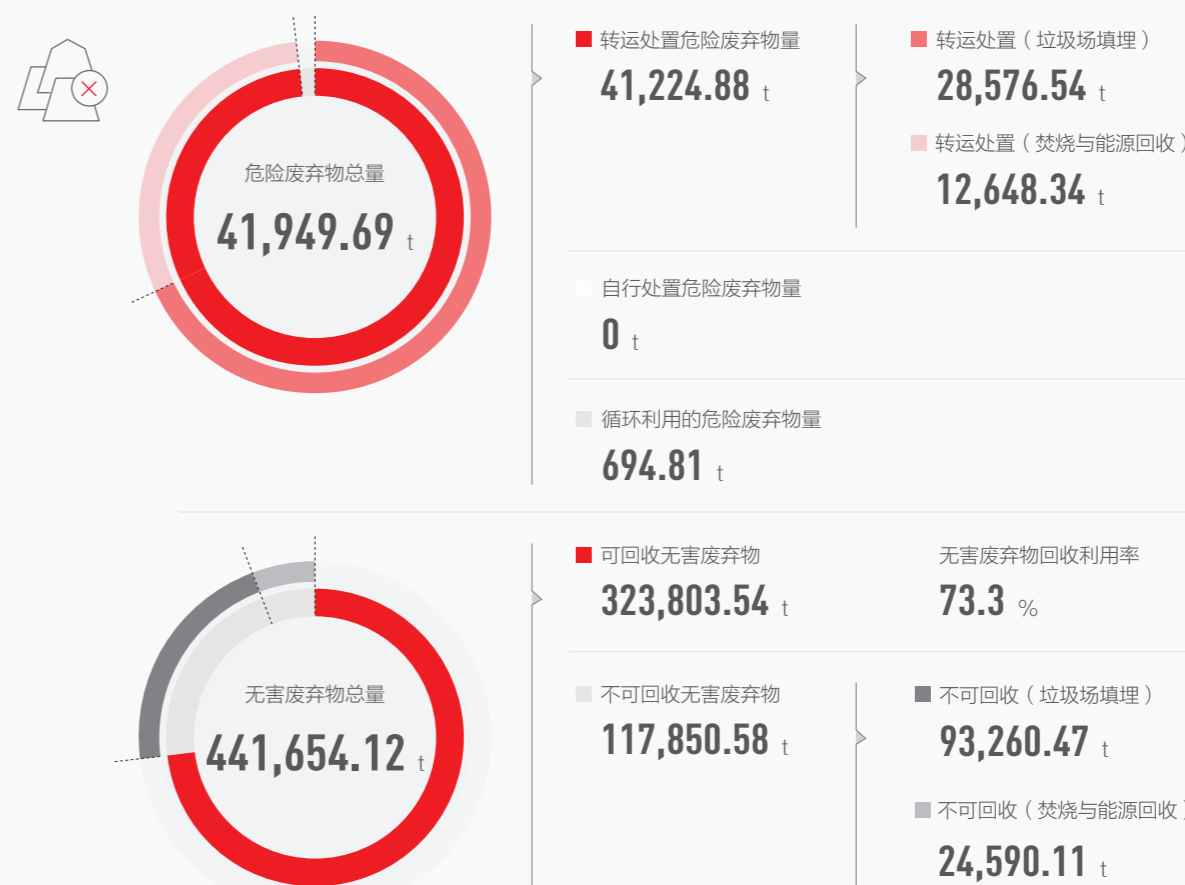 危险废弃物总量
41,949.69 t
转运处置危险废弃物量
41,224.88 t
转运处置（垃圾场填埋）
28,576.54 t
转运处置（焚烧与能源回收）
12,648.34 t
自行处置危险废弃物量
0 t
循环利用的危险废弃物量
694.81 t
无害废弃物总量
441,654.12 t
可回收无害废弃物
323,803.54 t
无害废弃物回收利用率
73.3 %
不可回收无害废弃物
117,850.58 t
不可回收（垃圾场填埋）
93,260.47 t
不可回收（焚烧与能源回收）
24,590.11 t